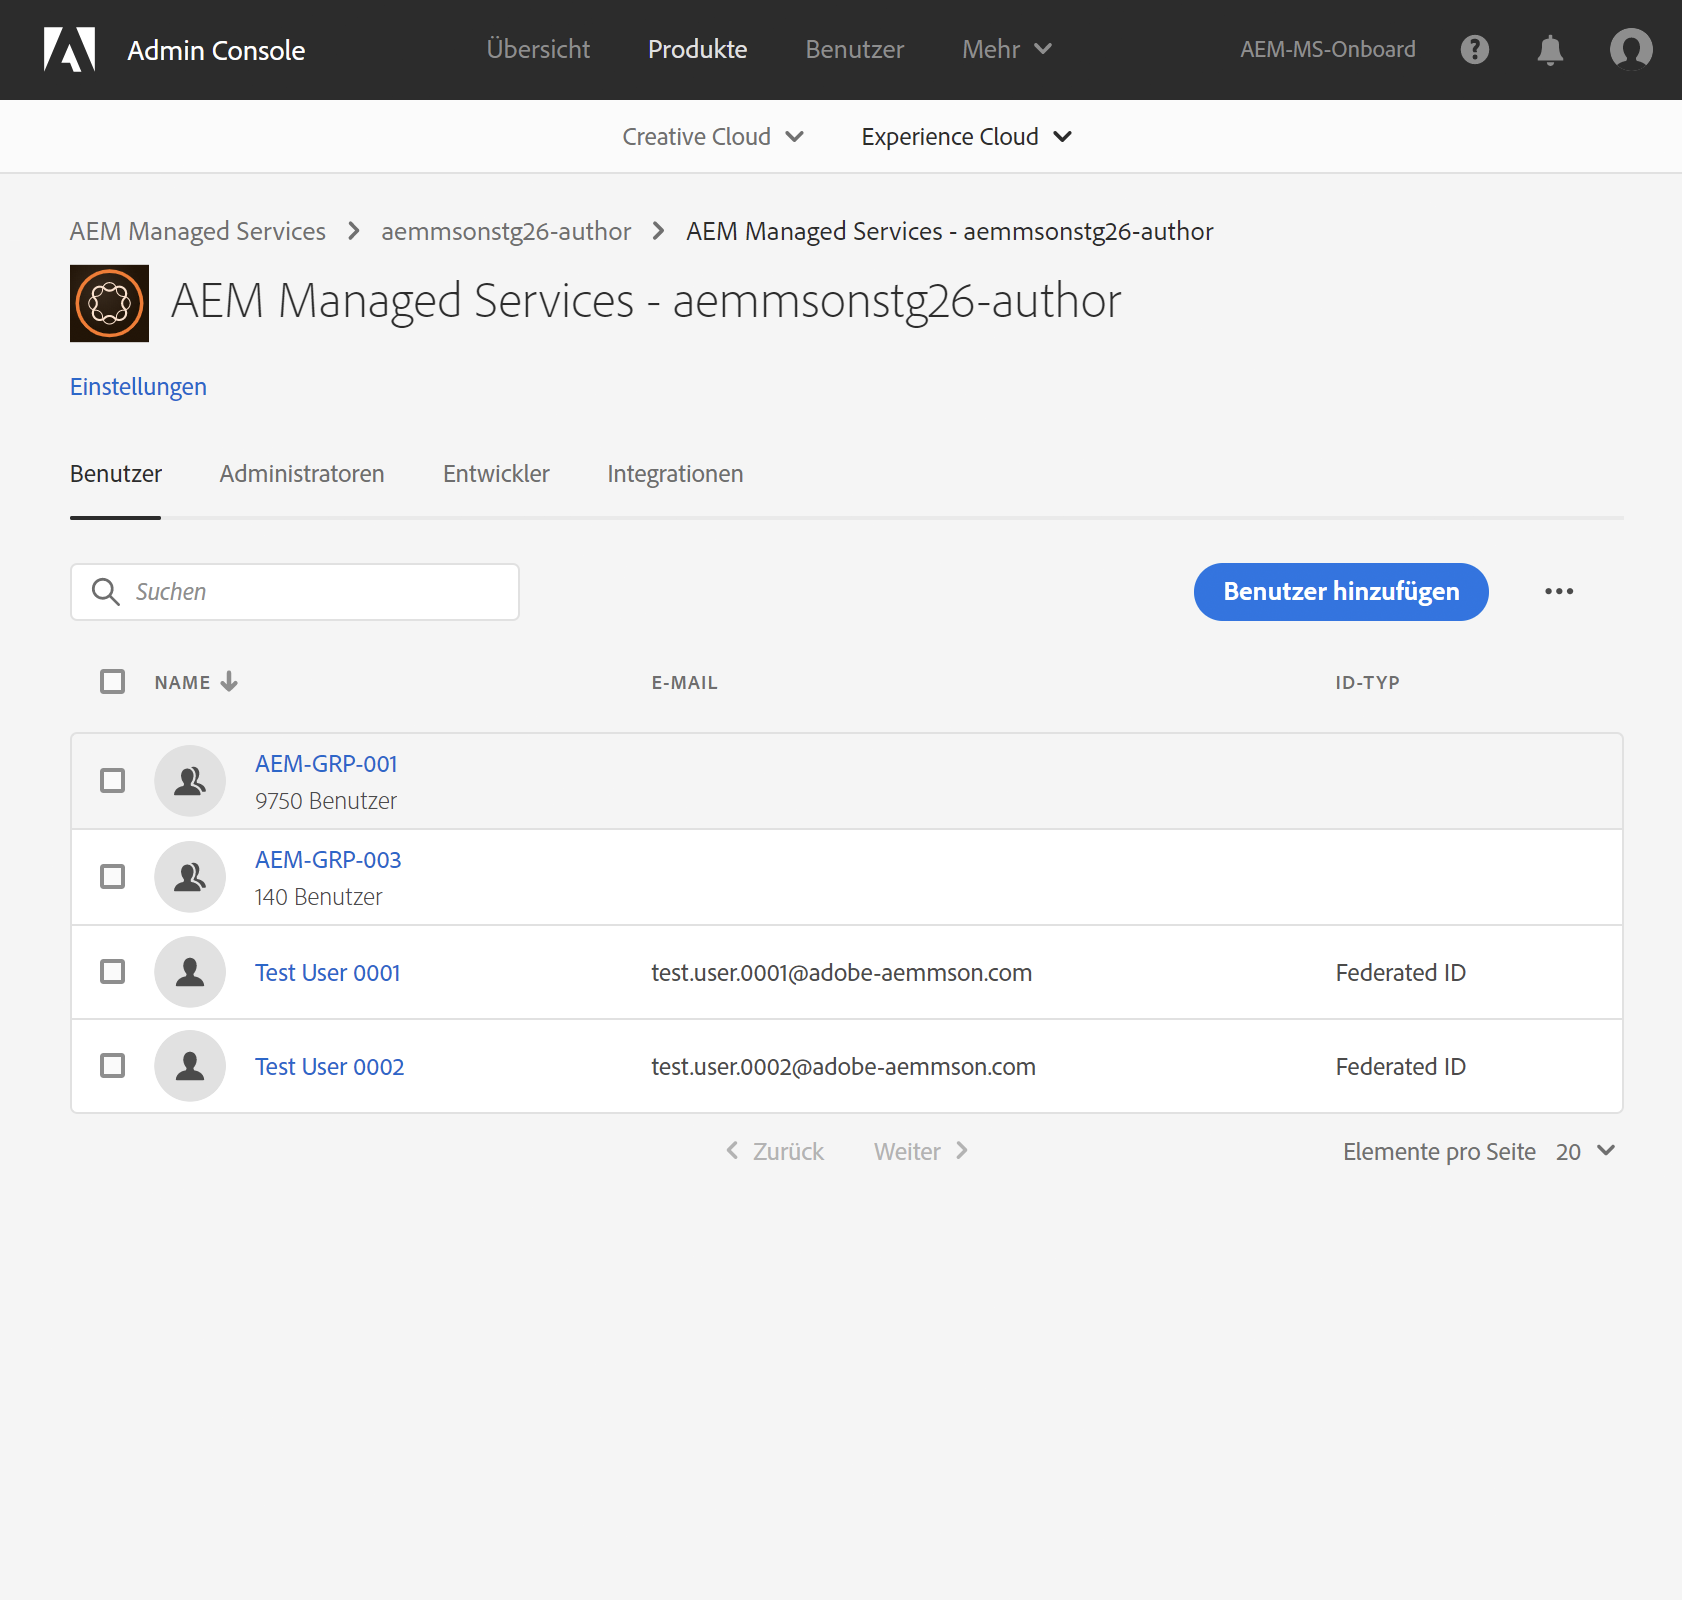 Admin Console Übersicht Produkte Benutzer Mehr AEM-MS-Onboard
Creative Cloud Experience Cloud
AEM Managed Services aemmsonstg26-author AEM Managed Services - aemmsonstg26-author
AEM Managed Services - aemmsonstg26-author
Einstellungen
Benutzer Administratoren Entwickler Integrationen
Suchen Benutzer hinzufügen
NAME E-MAIL ID-TYP
AEM-GRP-001
9750 Benutzer
AEM-GRP-003
140 Benutzer
Test User 0001 test.user.0001@adobe-aemmson.com Federated ID
Test User 0002 test.user.0002@adobe-aemmson.com Federated ID
Zurück Weiter Elemente pro Seite 20